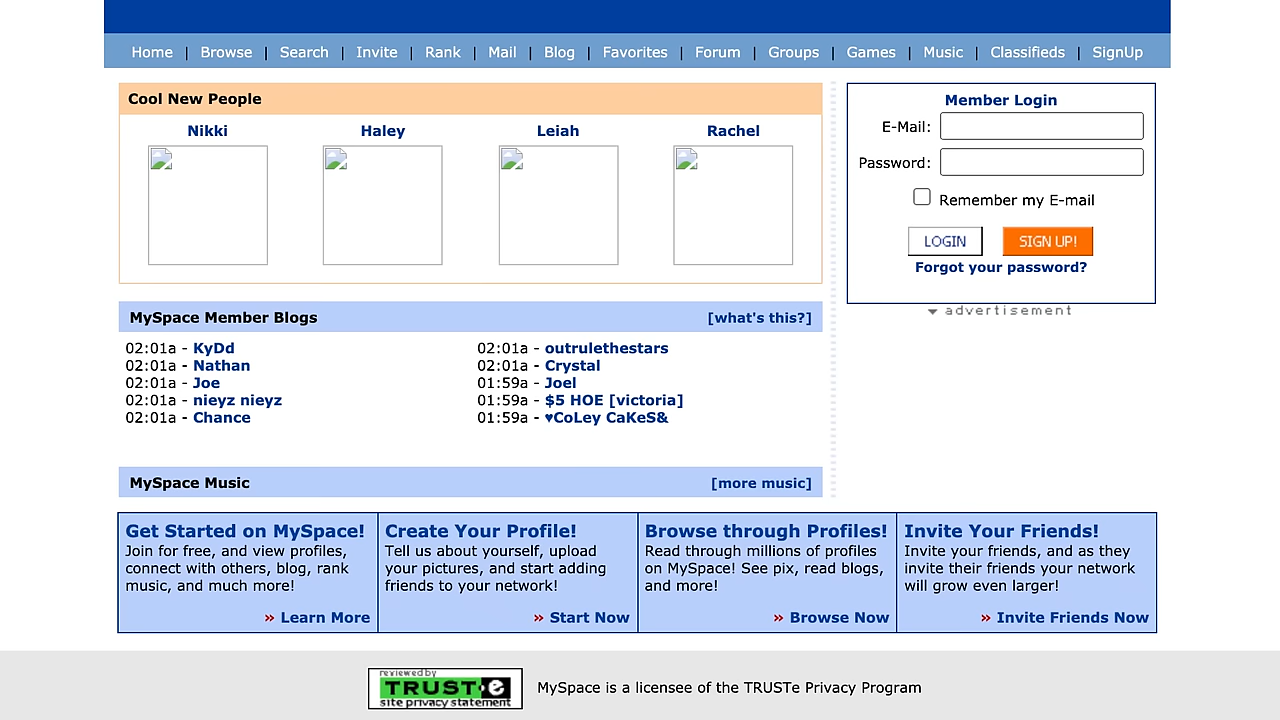 Home | Browse | Search | Invite | Rank | Mail | Blog | Favorites | Forum | Groups | Games | Music | Classifieds | SignUp
Cool New People
Nikki Haley Leiah Rachel
Member Login
E-Mail:
Password:
Remember my E-mail
LOGIN SIGN UP!
Forgot your password?
advertisement
MySpace Member Blogs [what's this?]
02:01a - KyDd
02:01a - Nathan
02:01a - Joe
02:01a - nieyz nieyz
02:01a - Chance
02:01a - outrulethestars
02:01a - Crystal
01:59a - Joel
01:59a - $5 HOE [victoria]
01:59a - ♥CoLey CaKeS&
MySpace Music [more music]
Get Started on MySpace!
Join for free, and view profiles,
connect with others, blog, rank
music, and much more!
» Learn More
Create Your Profile!
Tell us about yourself, upload
your pictures, and start adding
friends to your network!
» Start Now
Browse through Profiles!
Read through millions of profiles
on MySpace! See pix, read blogs,
and more!
» Browse Now
Invite Your Friends!
Invite your friends, and as they
invite their friends your network
will grow even larger!
» Invite Friends Now
reviewed by
TRUSTe
site privacy statement
MySpace is a licensee of the TRUSTe Privacy Program